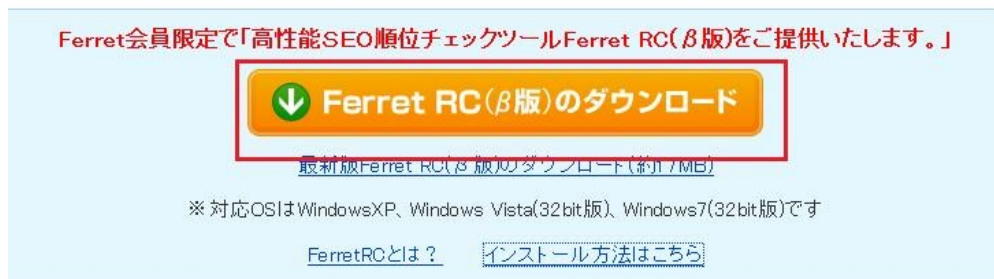 Ferret会員限定で「高性能SEO順位チェックツールFerret RC(β版)をご提供いたします。」
Ferret RC(β版)のダウンロード
最新版Ferret RC(β版)のダウンロード(約17MB)
※対応OSはWindowsXP、Windows Vista(32bit版)、Windows7(32bit版)です
FerretRCとは? インストール方法はこちら